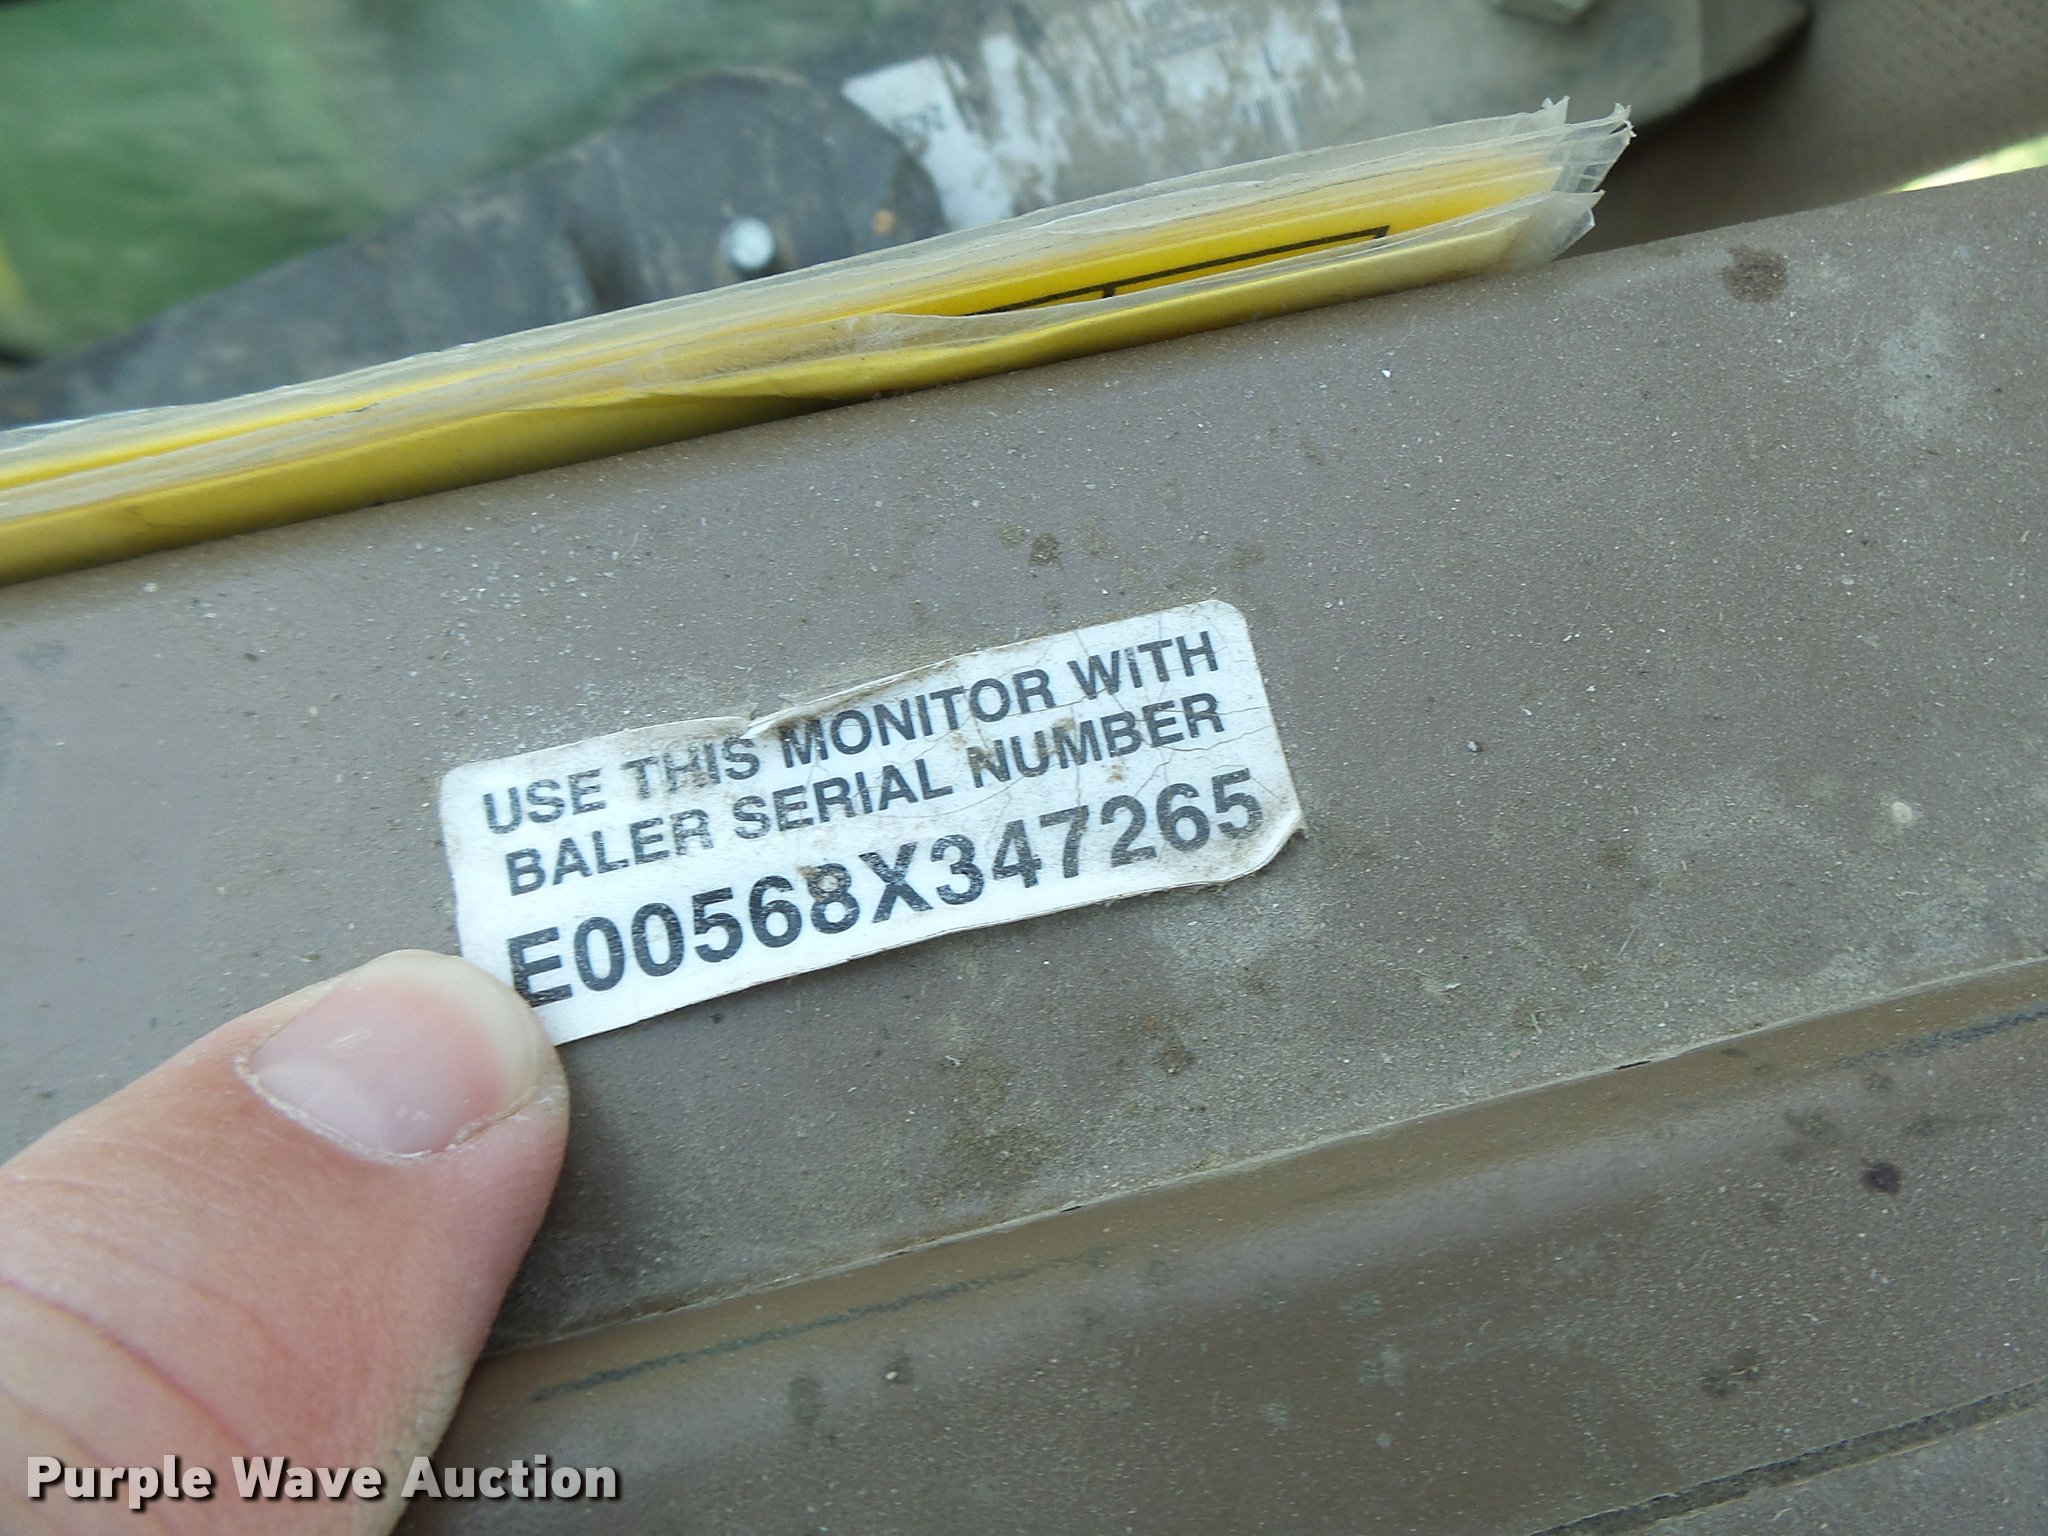 USE THIS MONITOR WITH
BALER SERIAL NUMBER
E00568X347265
Purple Wave Auction